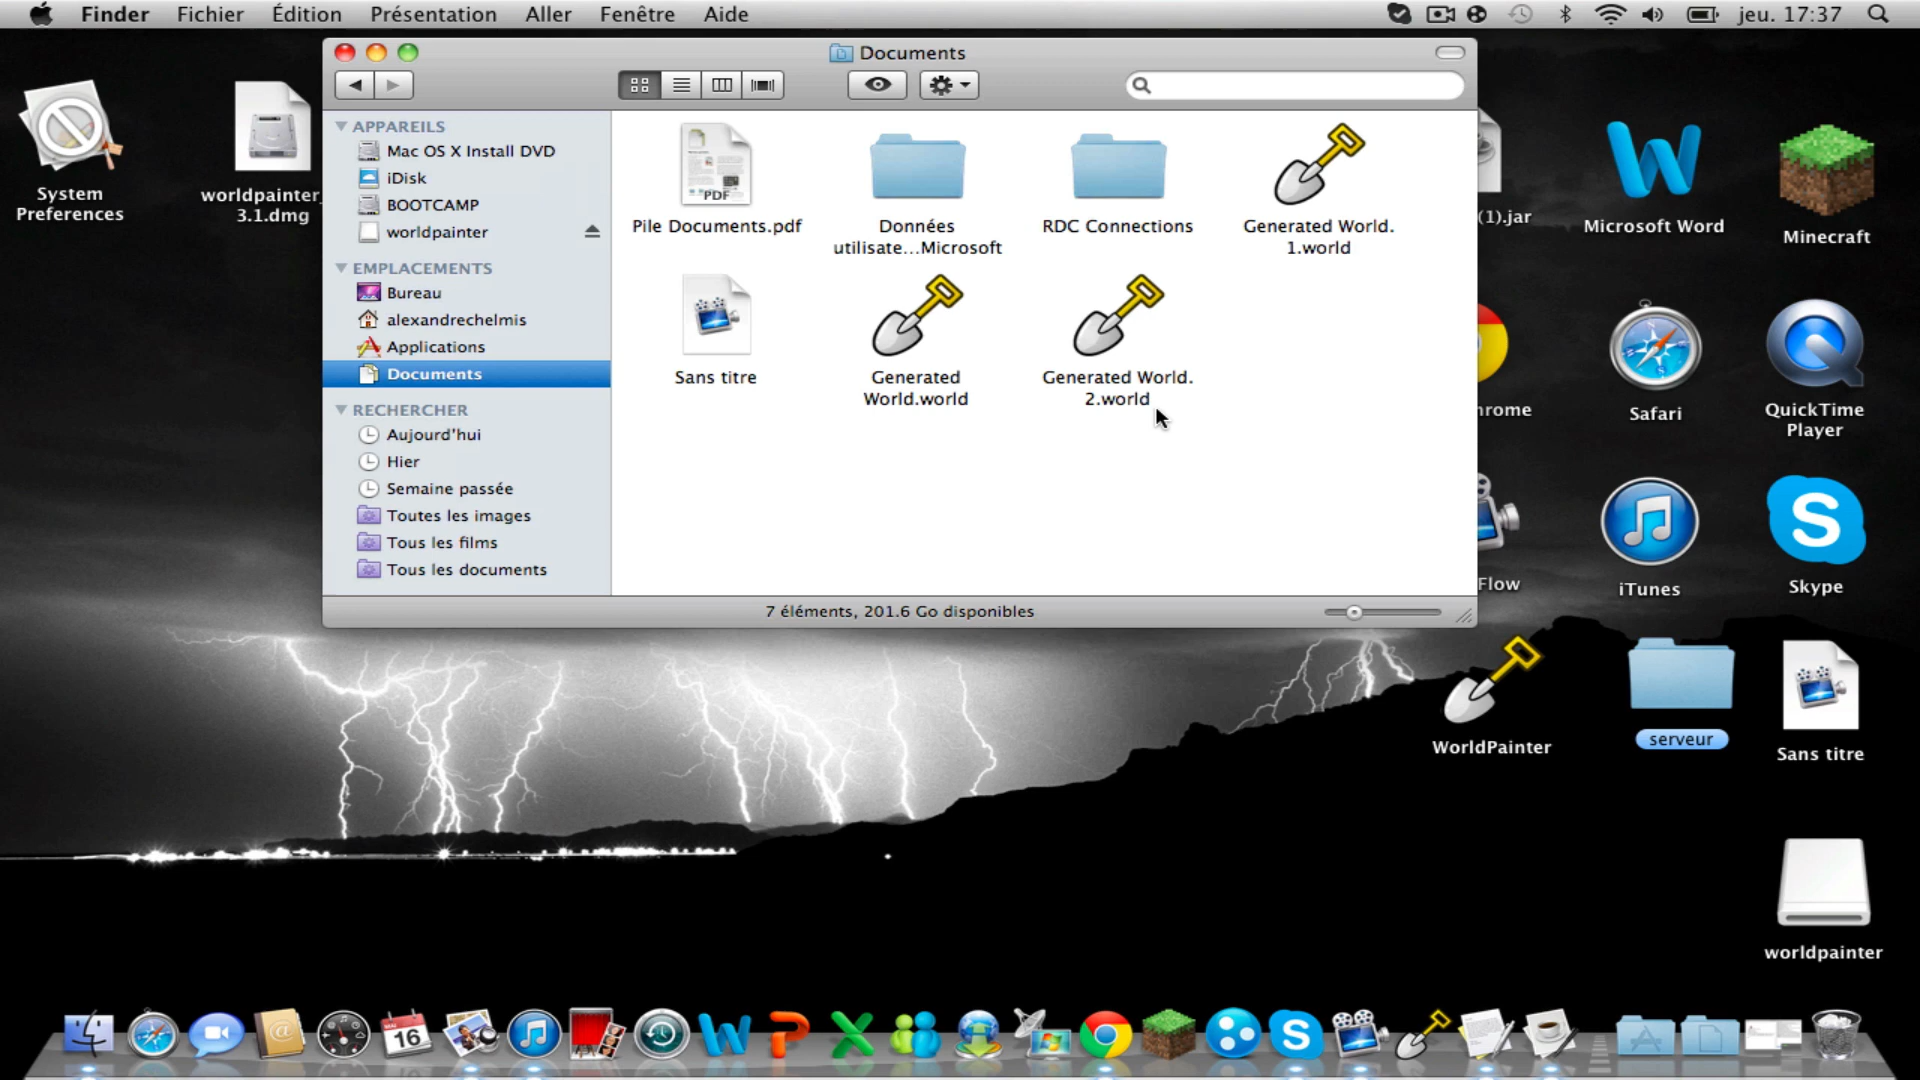 Finder Fichier Édition Présentation Aller Fenêtre Aide jeu. 17:37
Documents
System
Preferences
worldpainter_
3.1.dmg
APPAREILS
Mac OS X Install DVD
iDisk
BOOTCAMP
worldpainter
EMPLACEMENTS
Bureau
alexandrechelmis
Applications
Documents
RECHERCHER
Aujourd'hui
Hier
Semaine passée
Toutes les images
Tous les films
Tous les documents
PDF
Pile Documents.pdf
Données
utilisate...Microsoft
RDC Connections
Generated World.
1.world
Sans titre
Generated
World.world
Generated World.
2.world
7 éléments, 201.6 Go disponibles
(1).jar
Microsoft Word
Minecraft
hrome
Safari
QuickTime
Player
Flow
iTunes
Skype
WorldPainter
serveur
Sans titre
worldpainter
16